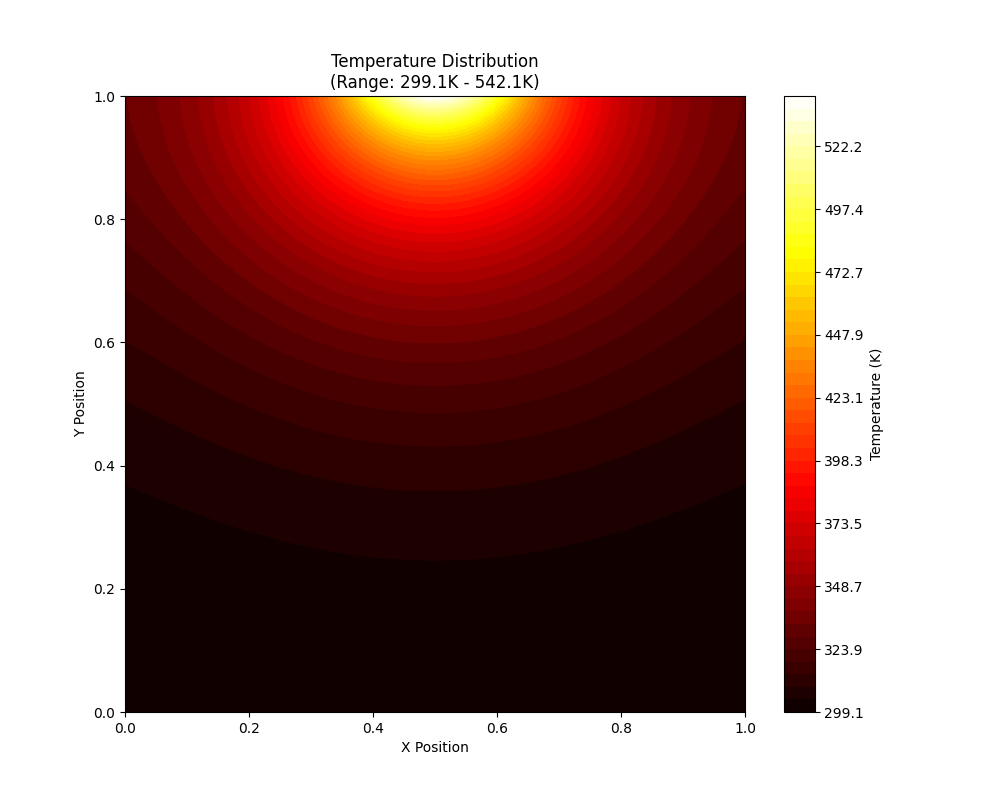 Temperature Distribution
(Range: 299.1K - 542.1K)
1.0
0.8
0.6
0.4
0.2
0.0
Y Position
0.0 0.2 0.4 0.6 0.8 1.0
X Position
522.2
497.4
472.7
447.9
423.1
398.3
373.5
348.7
323.9
299.1
Temperature (K)